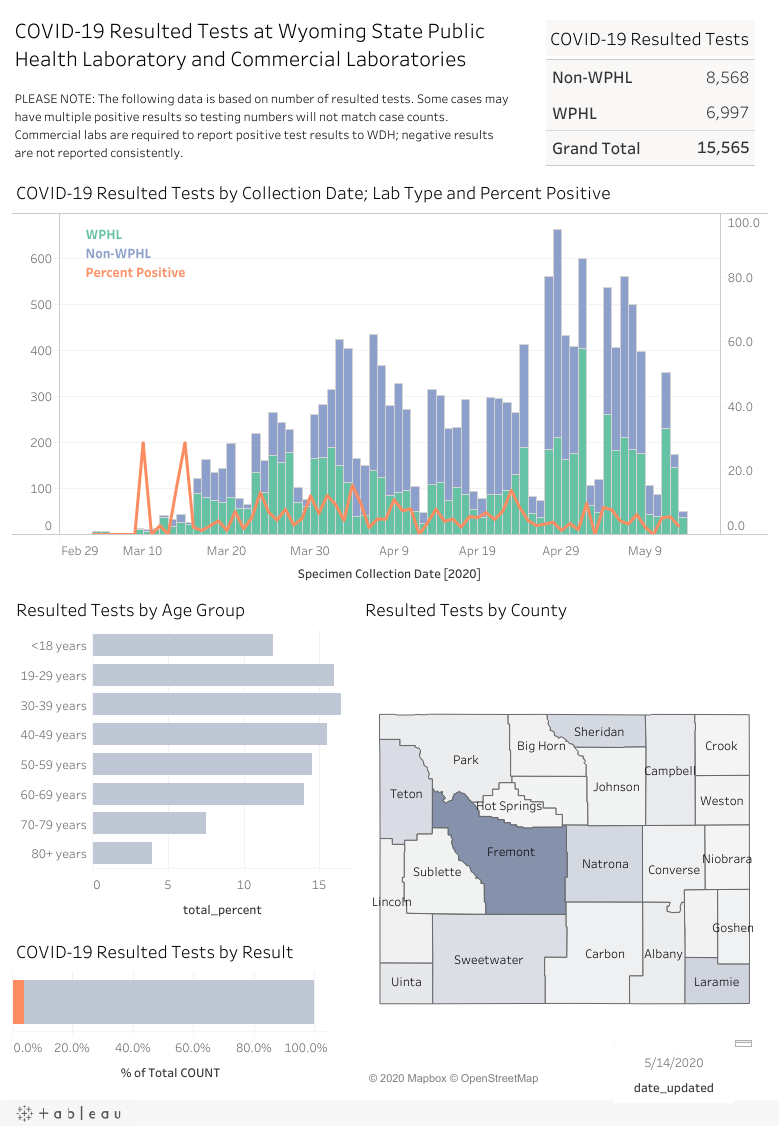 COVID-19 Resulted Tests at Wyoming State Public
Health Laboratory and Commercial Laboratories
PLEASE NOTE: The following data is based on number of resulted tests. Some cases may
have multiple positive results so testing numbers will not match case counts.
Commercial labs are required to report positive test results to WDH; negative results
are not reported consistently.
COVID-19 Resulted Tests
Non-WPHL 8,568
WPHL 6,997
Grand Total 15,565
COVID-19 Resulted Tests by Collection Date; Lab Type and Percent Positive
WPHL
Non-WPHL
Percent Positive
600
500
400
300
200
100
0
100.0
80.0
60.0
40.0
20.0
0.0
Feb 29 Mar 10 Mar 20 Mar 30 Apr 9 Apr 19 Apr 29 May 9
Specimen Collection Date [2020]
Resulted Tests by Age Group
<18 years
19-29 years
30-39 years
40-49 years
50-59 years
60-69 years
70-79 years
80+ years
0 5 10 15
total_percent
COVID-19 Resulted Tests by Result
0.0% 20.0% 40.0% 60.0% 80.0% 100.0%
% of Total COUNT
Resulted Tests by County
Sheridan
Big Horn
Crook
Park
Campbell
Johnson
Teton
Weston
Hot Springs
Fremont
Niobrara
Natrona
Converse
Sublette
Lincoln
Goshen
Carbon
Albany
Sweetwater
Uinta
Laramie
© 2020 Mapbox © OpenStreetMap
5/14/2020
date_updated
+ a b l e a u